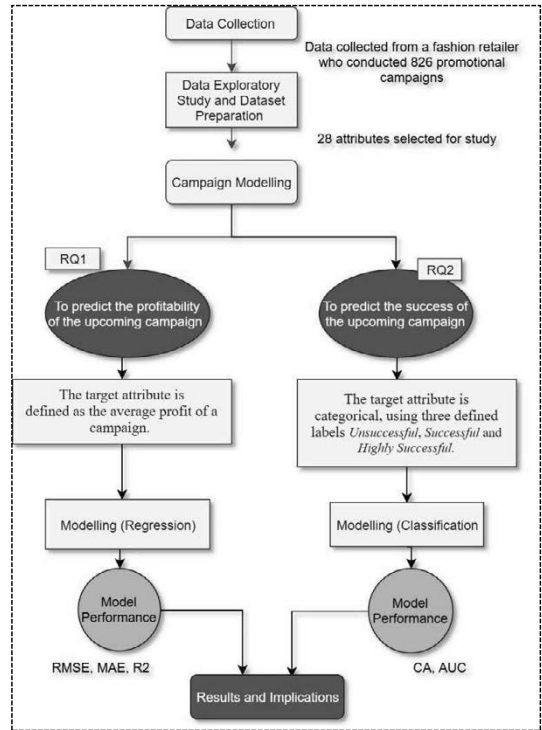 Data Collection
Data collected from a fashion retailer
who conducted 826 promotional
campaigns
Data Exploratory
Study and Dataset
Preparation
28 attributes selected for study
Campaign Modelling
RQ1
To predict the profitability
of the upcoming campaign
RQ2
To predict the success of
the upcoming campaign
The target attribute is
defined as the average profit of a
campaign.
The target attribute is
categorical, using three defined
labels Unsuccessful, Successful and
Highly Successful.
Modelling (Regression)
Modelling (Classification
Model
Performance
RMSE, MAE, R2
Model
Performance
CA, AUC
Results and Implications